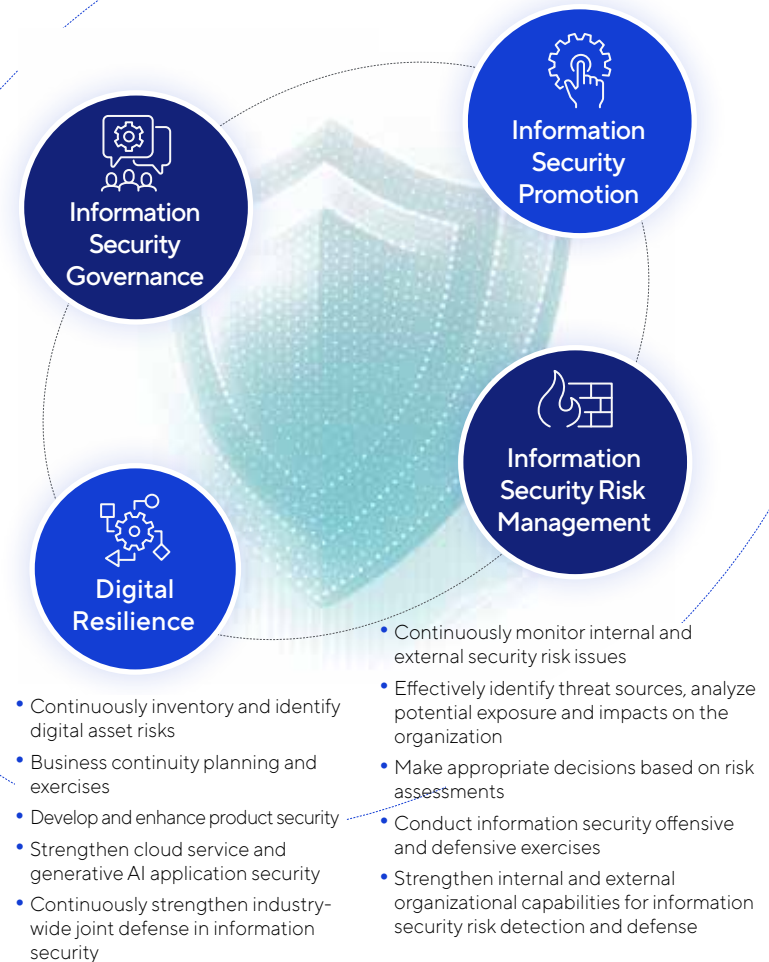 Information
Security
Promotion
Information
Security
Governance
Information
Security Risk
Management
Digital
Resilience
• Continuously inventory and identify
digital asset risks
• Business continuity planning and
exercises
• Develop and enhance product security
• Strengthen cloud service and
generative AI application security
• Continuously strengthen industry-
wide joint defense in information
security
• Continuously monitor internal and
external security risk issues
• Effectively identify threat sources, analyze
potential exposure and impacts on the
organization
• Make appropriate decisions based on risk
assessments
• Conduct information security offensive
and defensive exercises
• Strengthen internal and external
organizational capabilities for information
security risk detection and defense